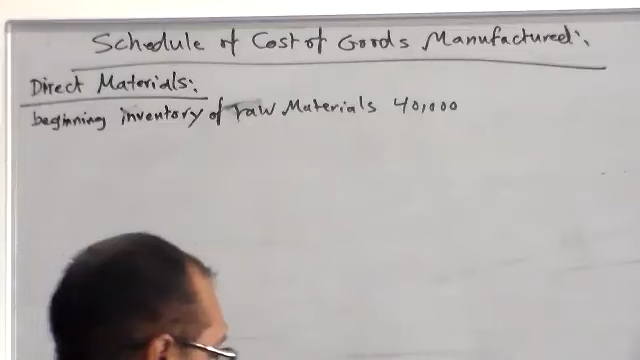 Schedule of Cost of Goods Manufactured:.
Direct Materials:.
beginning inventory of raw Materials 40,000